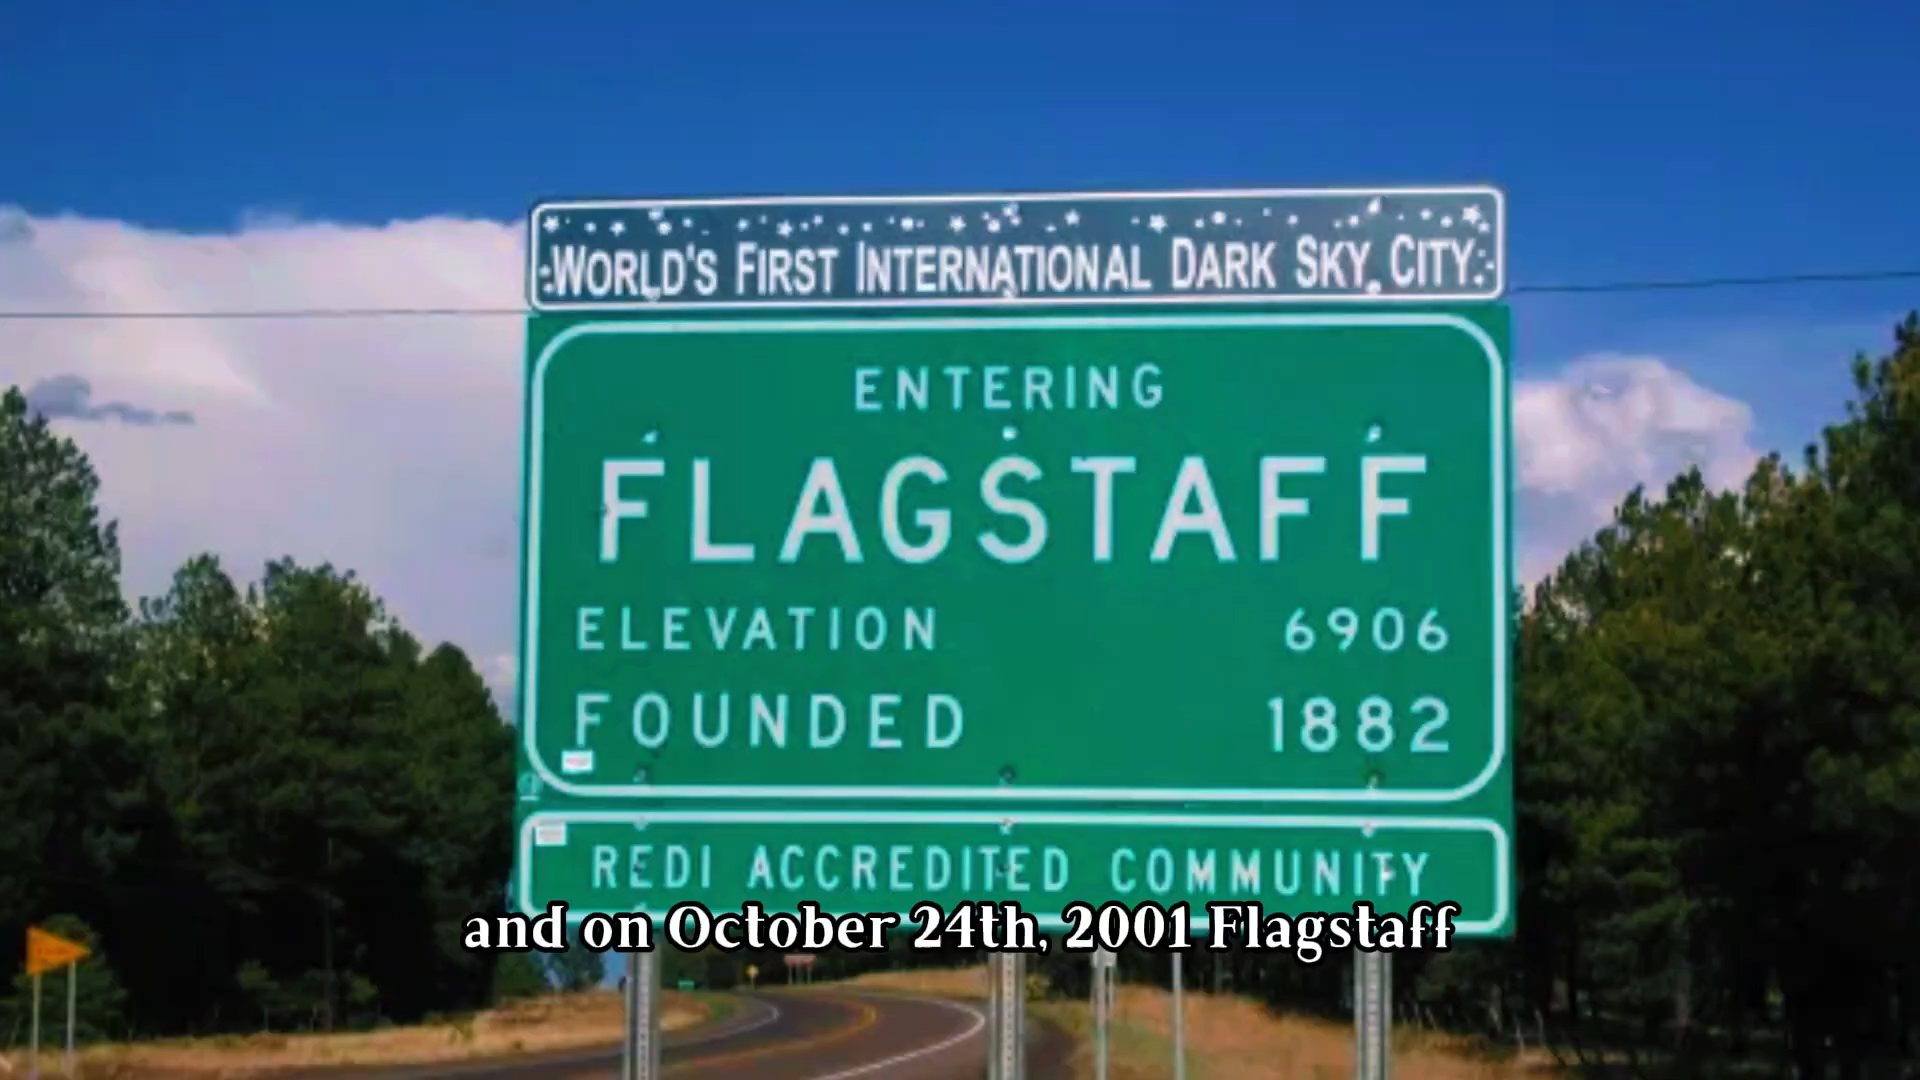 WORLD'S FIRST INTERNATIONAL DARK SKY CITY
ENTERING
FLAGSTAFF
ELEVATION 6906
FOUNDED 1882
REDI ACCREDITED COMMUNITY
and on October 24th, 2001 Flagstaff